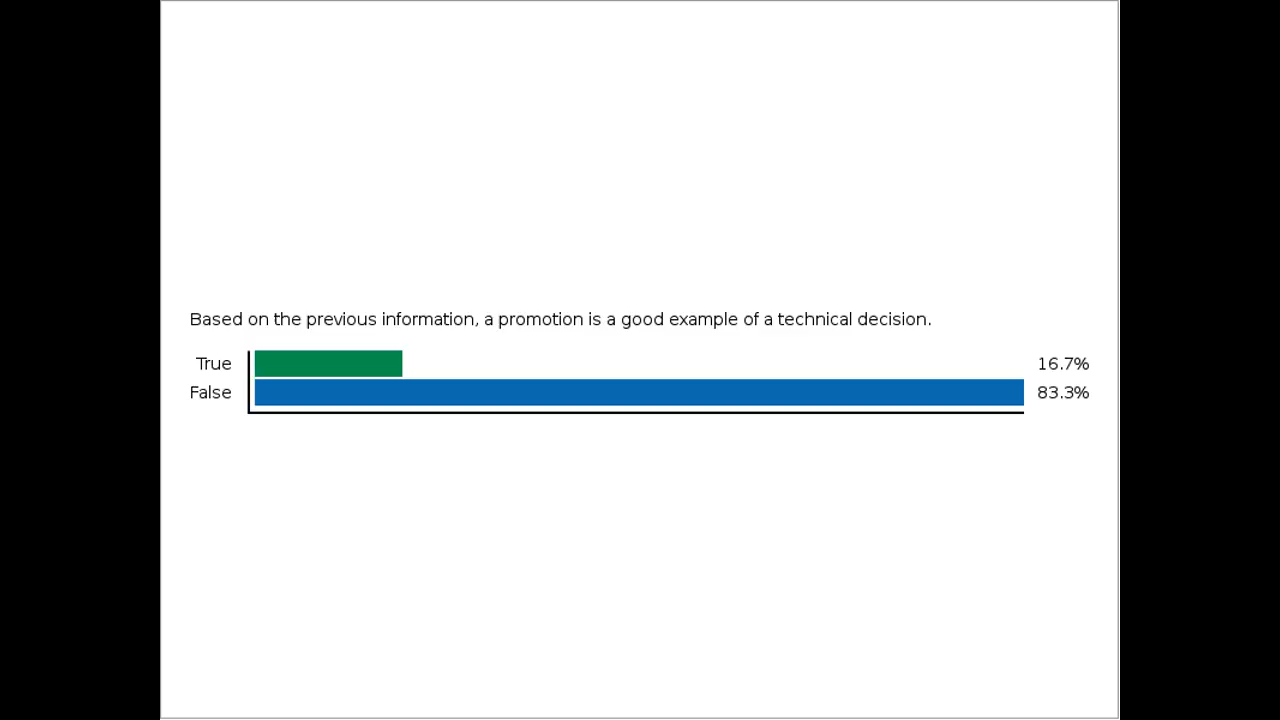 Based on the previous information, a promotion is a good example of a technical decision.
True 16.7%
False 83.3%